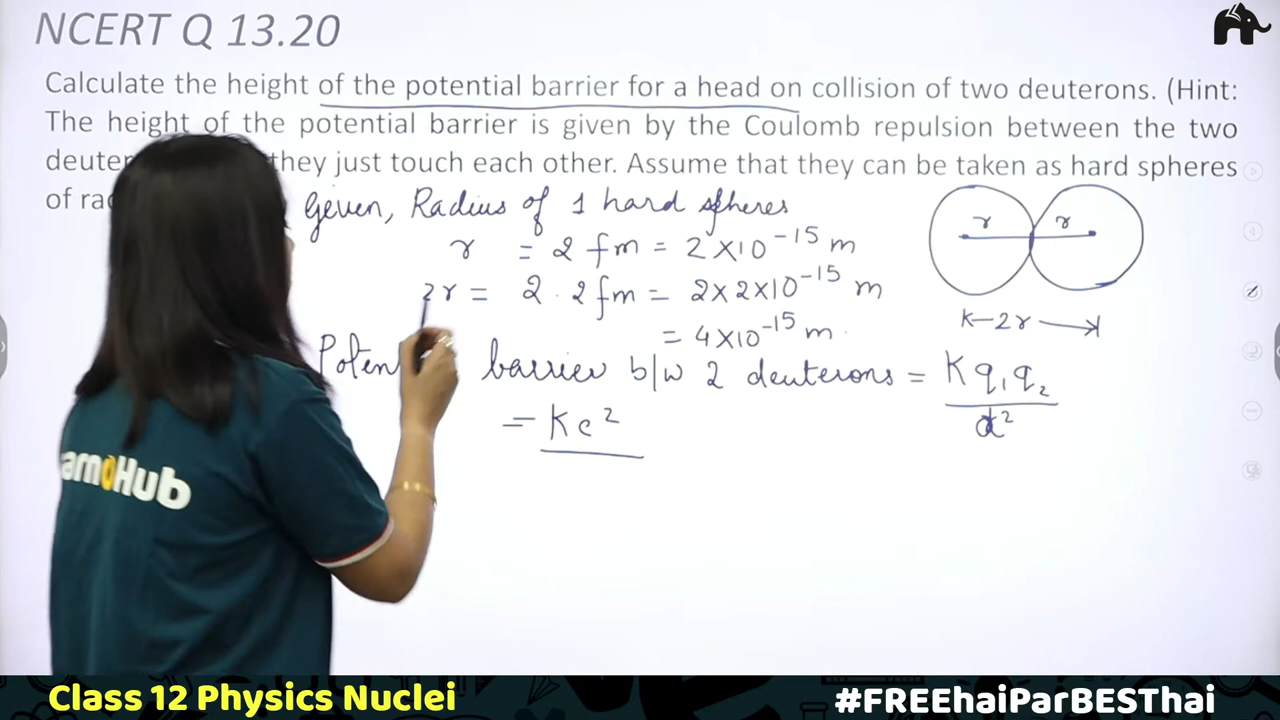 NCERT Q 13.20
Calculate the height of the potential barrier for a head on collision of two deuterons. (Hint:
The height of the potential barrier is given by the Coulomb repulsion between the two
they just touch each other. Assume that they can be taken as hard spheres
of
Given, Radius of 1 hard spheres
r = 2 fm = 2×10⁻¹⁵ m
r r
2r = 2 . 2 fm = 2×2×10⁻¹⁵ m
= 4×10⁻¹⁵ m
2r
barrier b/w 2 deuterons = K q₁ q₂
d²
= Ke²
Hub
Class 12 Physics Nuclei
#FREEhaiParBESThai